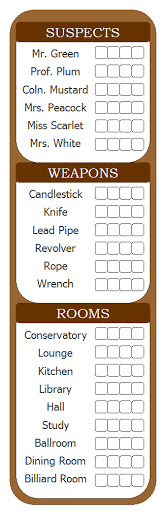 SUSPECTS
Mr. Green
Prof. Plum
Coln. Mustard
Mrs. Peacock
Miss Scarlet
Mrs. White
WEAPONS
Candlestick
Knife
Lead Pipe
Revolver
Rope
Wrench
ROOMS
Conservatory
Lounge
Kitchen
Library
Hall
Study
Ballroom
Dining Room
Billiard Room